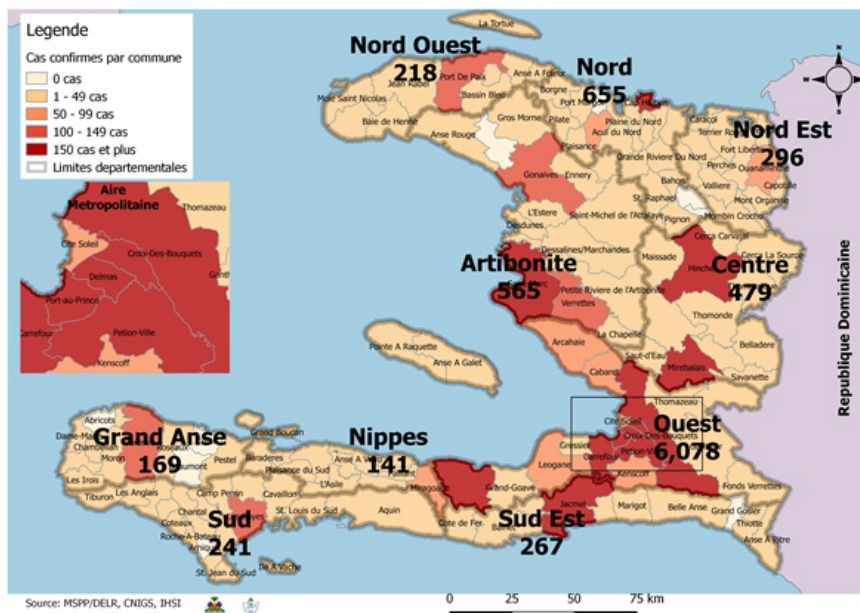 Legende
Cas confirmes par commune
0 cas
1 - 49 cas
50 - 99 cas
100 - 149 cas
150 cas et plus
Limites departementales
Aire
Metropolitaine
Thomazeau
Cite Soleil
Croix-Des-Bouquets
Delmas
Port-au-Prince
Carrefour
Petion-Ville
Kenscoff
La Tortue
Nord Ouest
218
Port De Paix
Jean Rabel
Anse A Foleur
Mole Saint Nicolas
Bassin Bleu
Baie de Henne
Anse Rouge
Nord
655
Borgne
Port Margot
Pilate
Plaine du Nord
Acul du Nord
Plaisance
Grande Riviere Du Nord
Bahon
St. Raphael
Pignon
Caracol
Nord Est
296
Fort Liberte
Perches
Ouanaminthe
Capotille
Valliere
Mont Organise
Mombin Crochu
Gros Morne
Gonaives
Ennery
L'Estere
Desdunes
Saint-Michel de l'Attalaye
Dessalines/Marchandes
Artibonite
565
Petite Riviere de l'Artibonite
Verrettes
La Chapelle
Cerca Carvajal
Cerca La Source
Maissade
Centre
479
Thomonde
Belladere
Saut-d'Eau
Mirebalais
Savanette
Arcahaie
Cabaret
Pointe A Raquette
Anse A Galet
Thomazeau
Cite Soleil
Ouest
6,078
Croix-Des-Bouquets
Gressier
Carrefour
Petion-Ville
Kenscoff
Leogane
Fonds Verrettes
Grand-Goave
Abricots
Grand Anse
169
Chambellan
Moron
Roseaux
Pestel
Les Irois
Grand Boucan
Baraderes
Plaisance du Sud
L'Asile
Nippes
141
Miragoane
Tiburon
Les Anglais
Camp Perrin
Cavaillon
Chantal
Coteaux
Roche-A-Bateau
Sud
241
St. Louis du Sud
Aquin
St. Jean du Sud
Ile A Vache
Cote de Fer
Jacmel
Sud Est
267
Marigot
Belle Anse
Grand Gosier
Thiotte
Anse A Pitre
Republique Dominicaine
N
W
E
S
Source: MSPP/DELR, CNIGS, IHSI
0 25 50 75 km